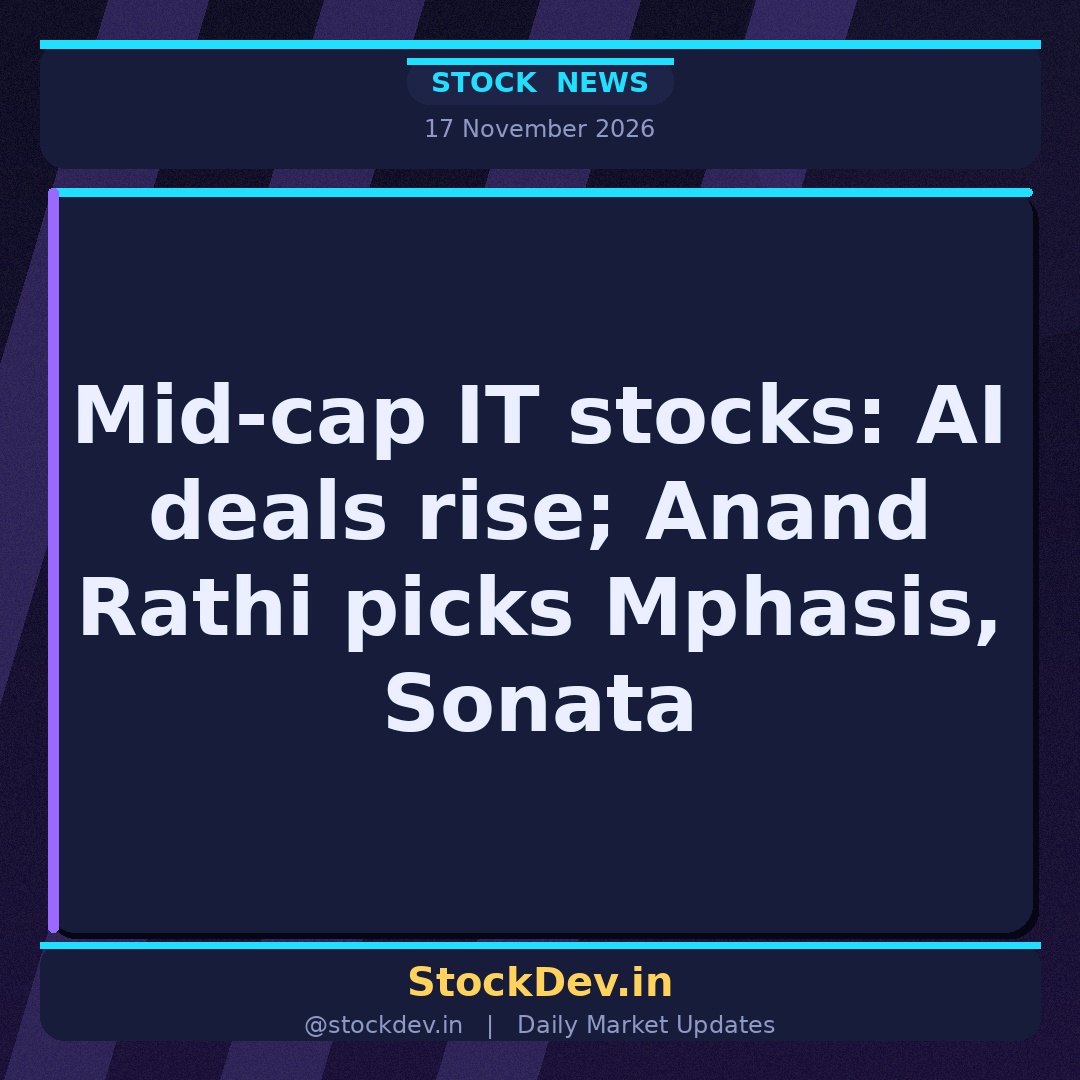 STOCK NEWS
17 November 2026
Mid-cap IT stocks: AI
deals rise; Anand
Rathi picks Mphasis,
Sonata
StockDev.in
@stockdev.in | Daily Market Updates